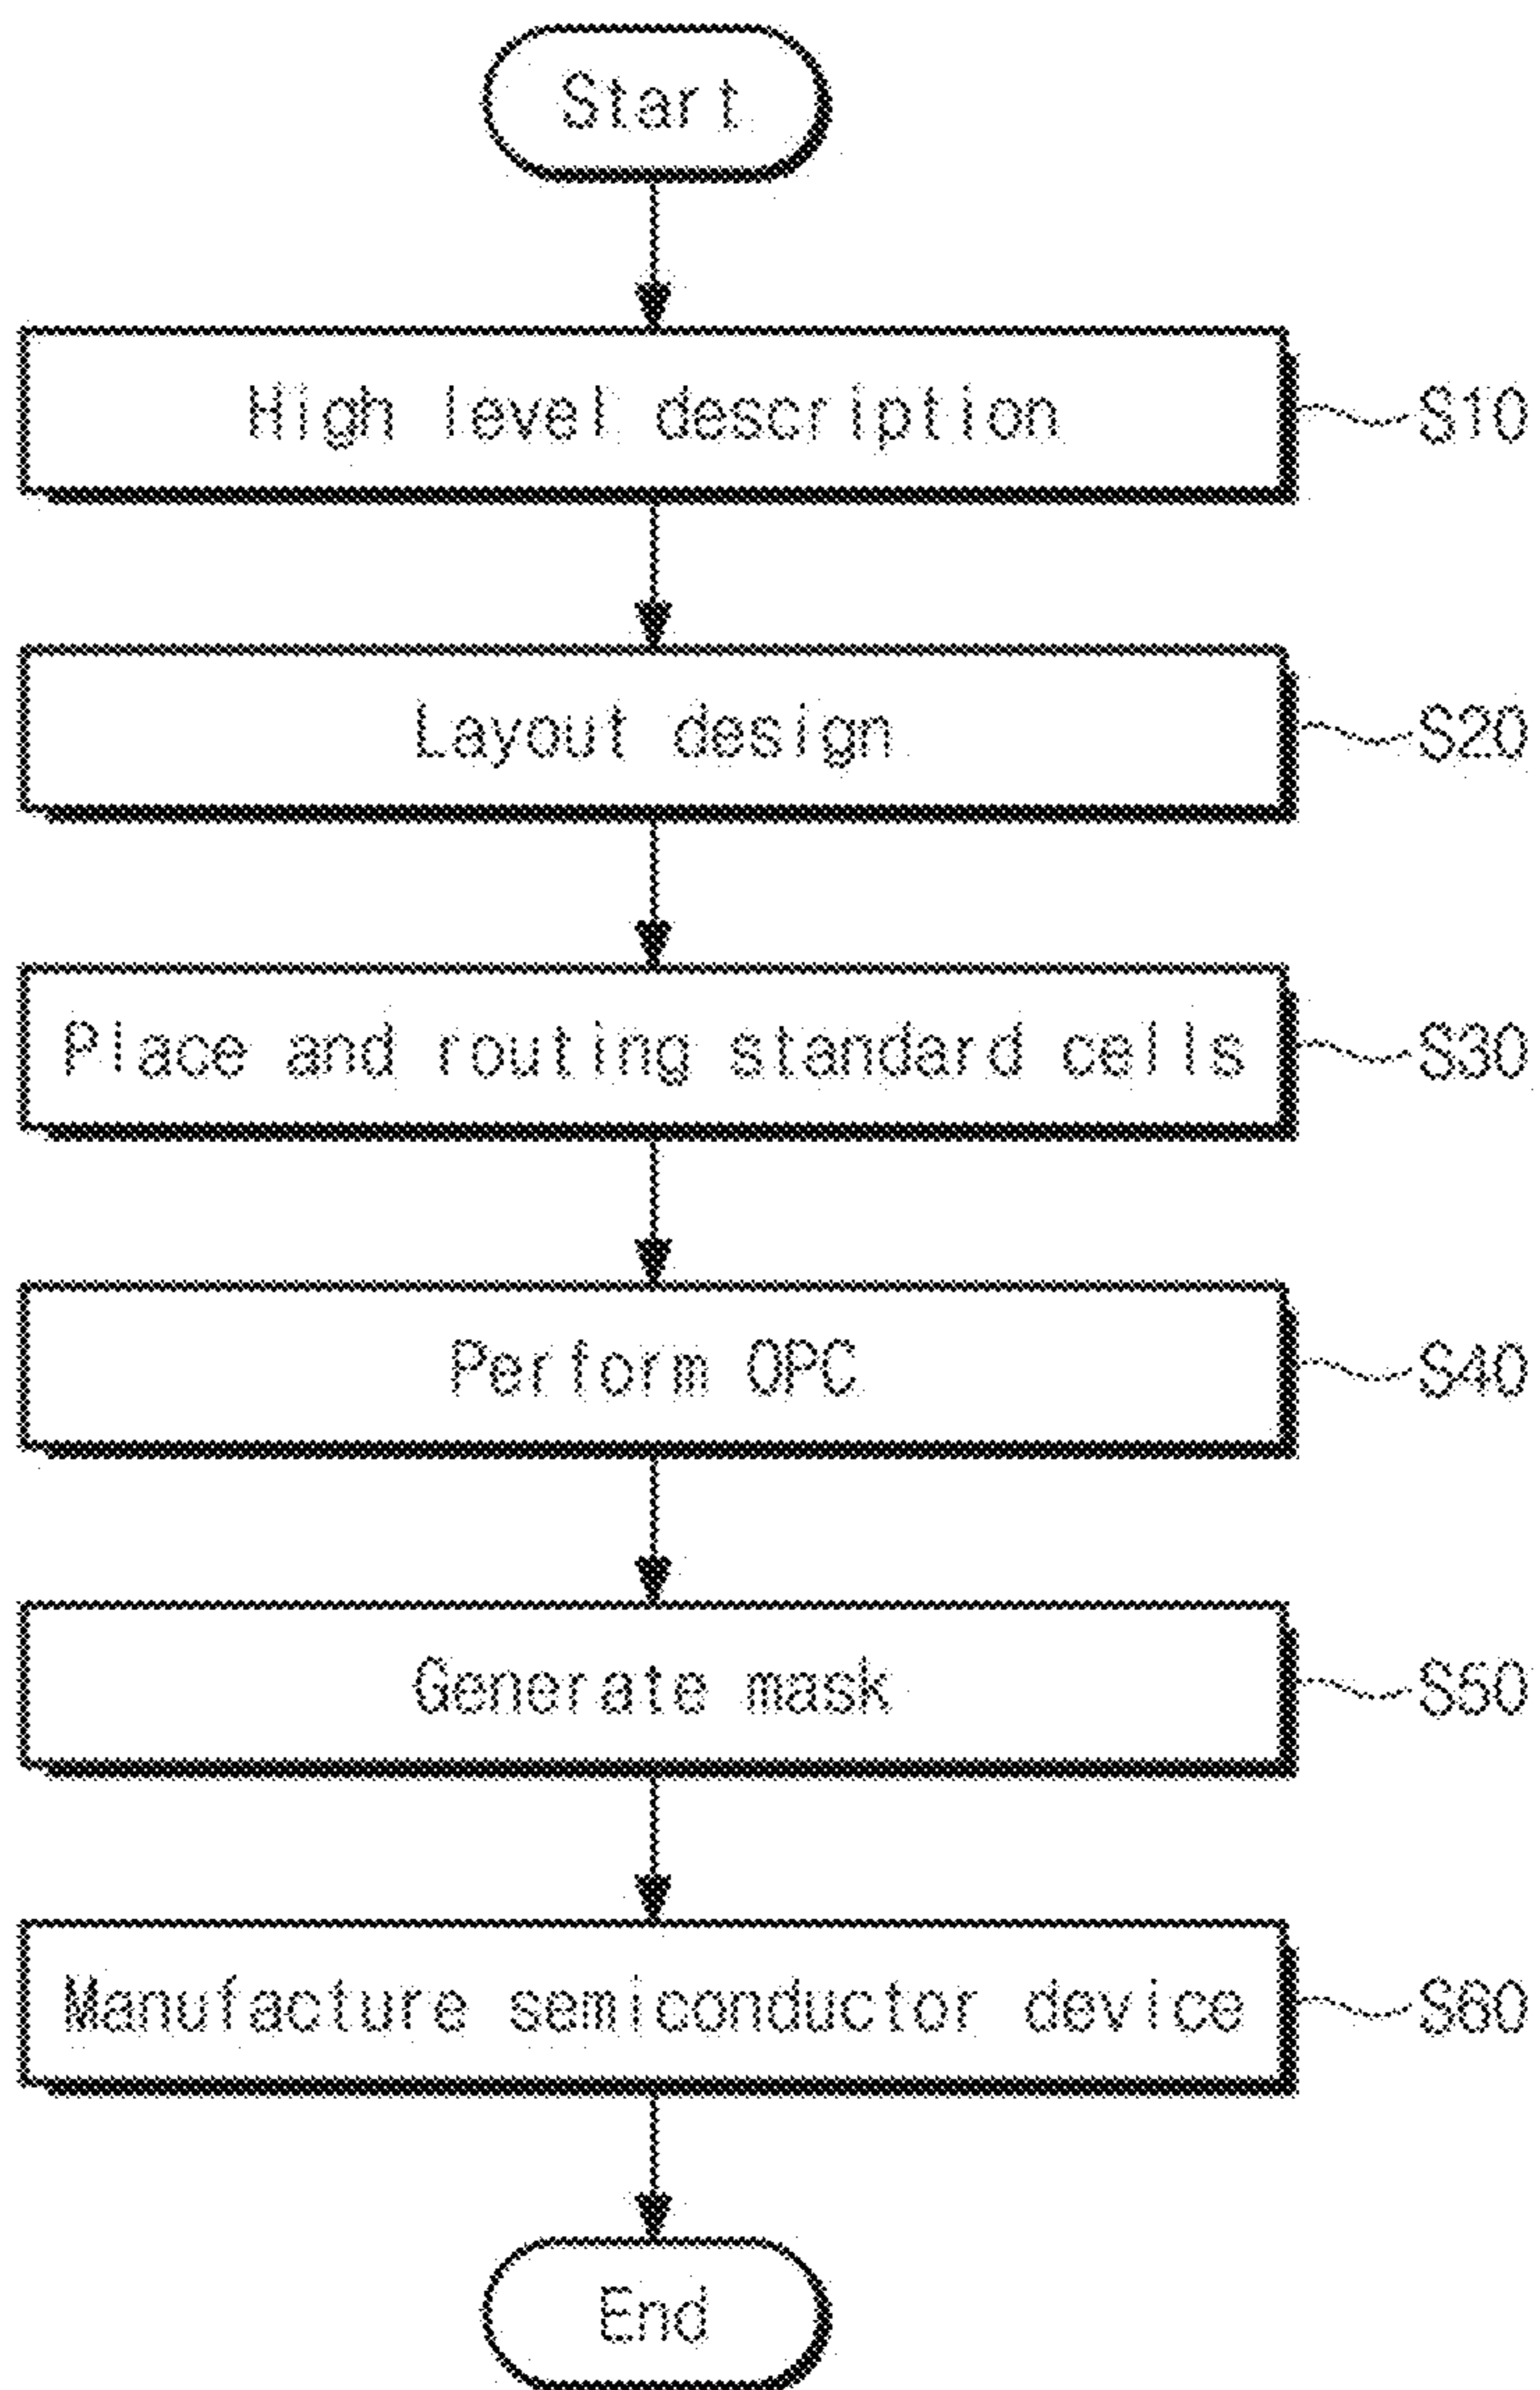 Start
High level description
S10
Layout design
S20
Place and routing standard cells
S30
Perform OPC
S40
Generate mask
S50
Manufacture semiconductor device
S60
End